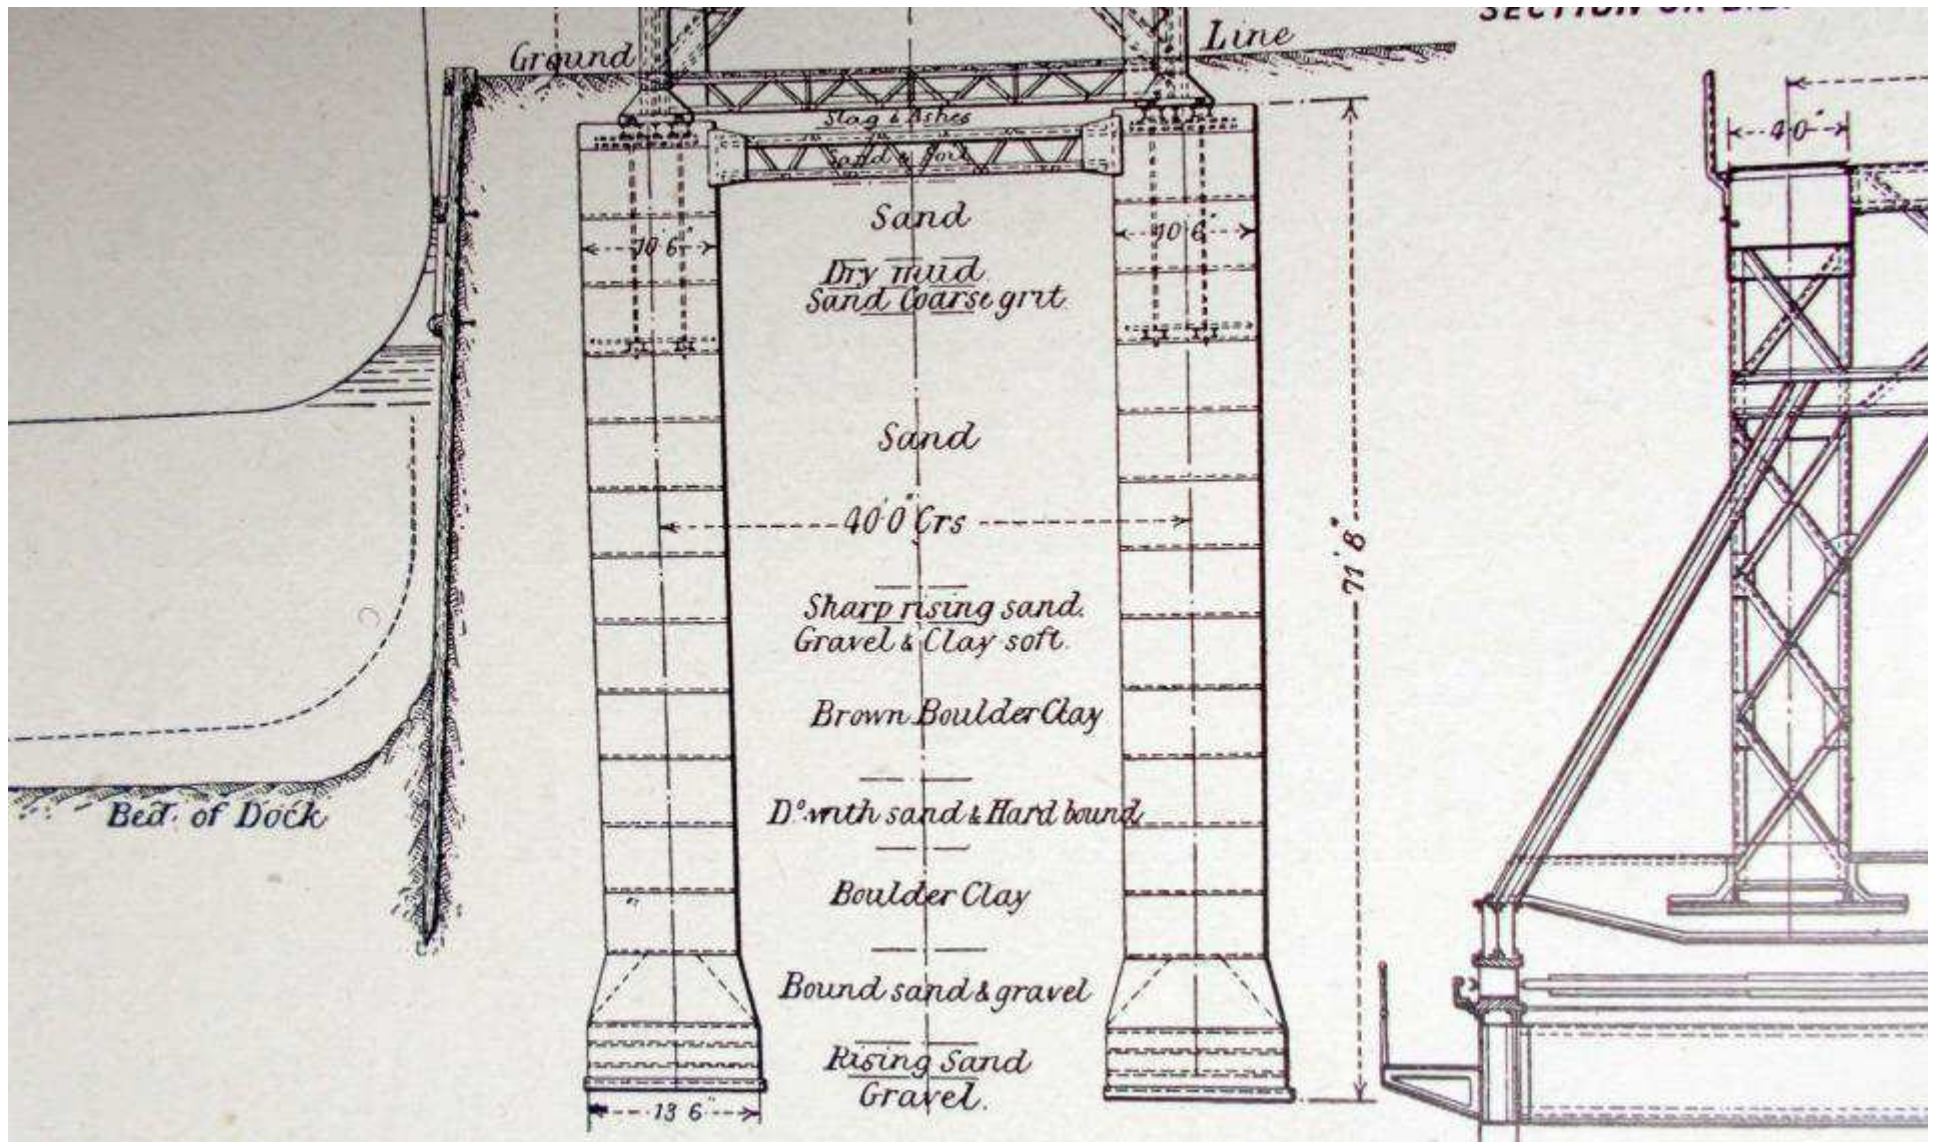 SECTION ON
Ground
Line
Slag & Ashes
4'0"
Sand & Soil
Sand
10'6"
10'6"
Dry mud
Sand Coarse grit
Sand
40'0" Crs
71'8"
Sharp rising sand.
Gravel & Clay soft.
Brown Boulder Clay
Bed. of Dock
D° with sand & Hard bound
Boulder Clay
Bound sand & gravel
Rising Sand
Gravel.
13'6"